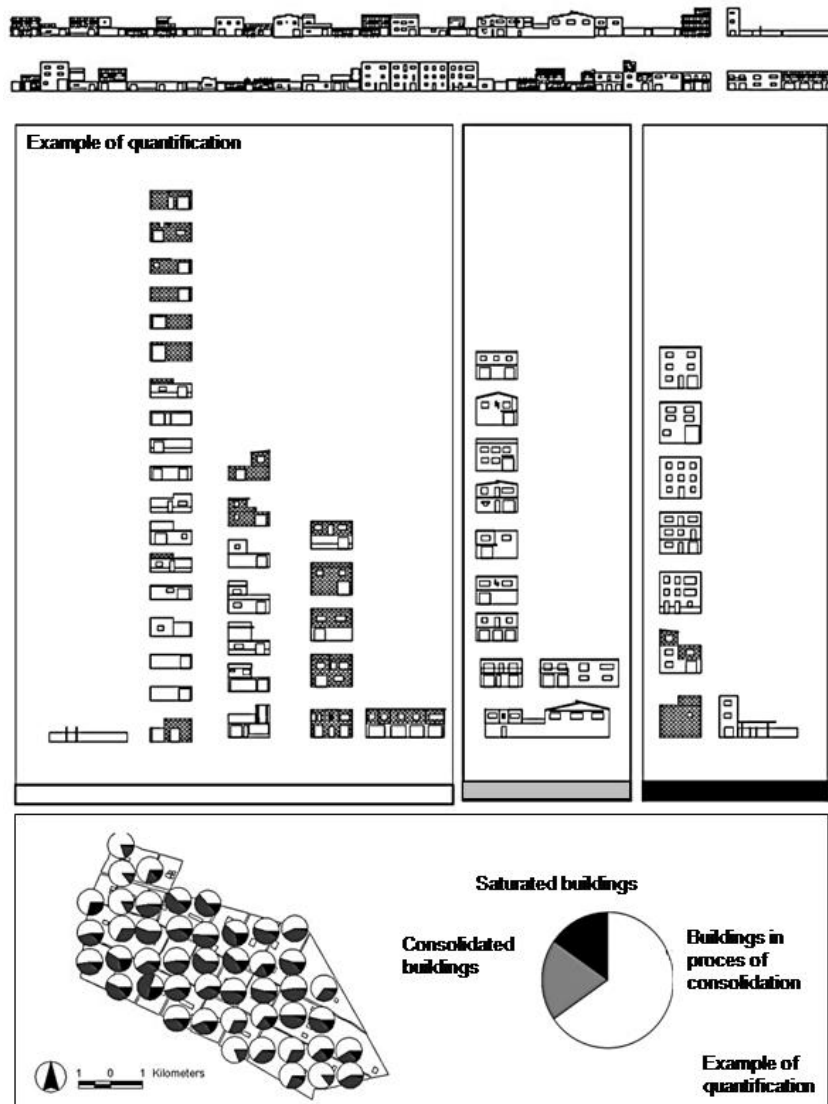 Example of quantification
Saturated buildings
Consolidated
buildings
Buildings in
proces of
consolidation
1 0 1 Kilometers
Example of
quantification